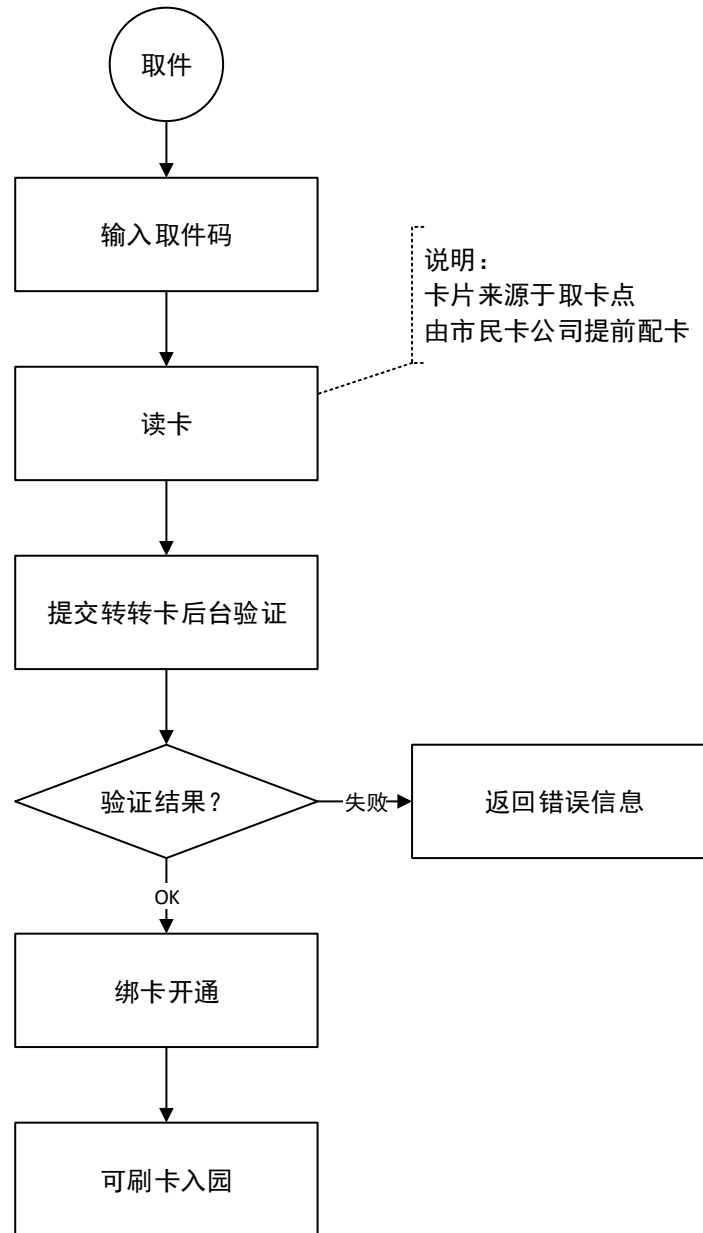 取件
输入取件码
说明：
卡片来源于取卡点
由市民卡公司提前配卡
读卡
提交转转卡后台验证
验证结果？
失败
返回错误信息
OK
绑卡开通
可刷卡入园